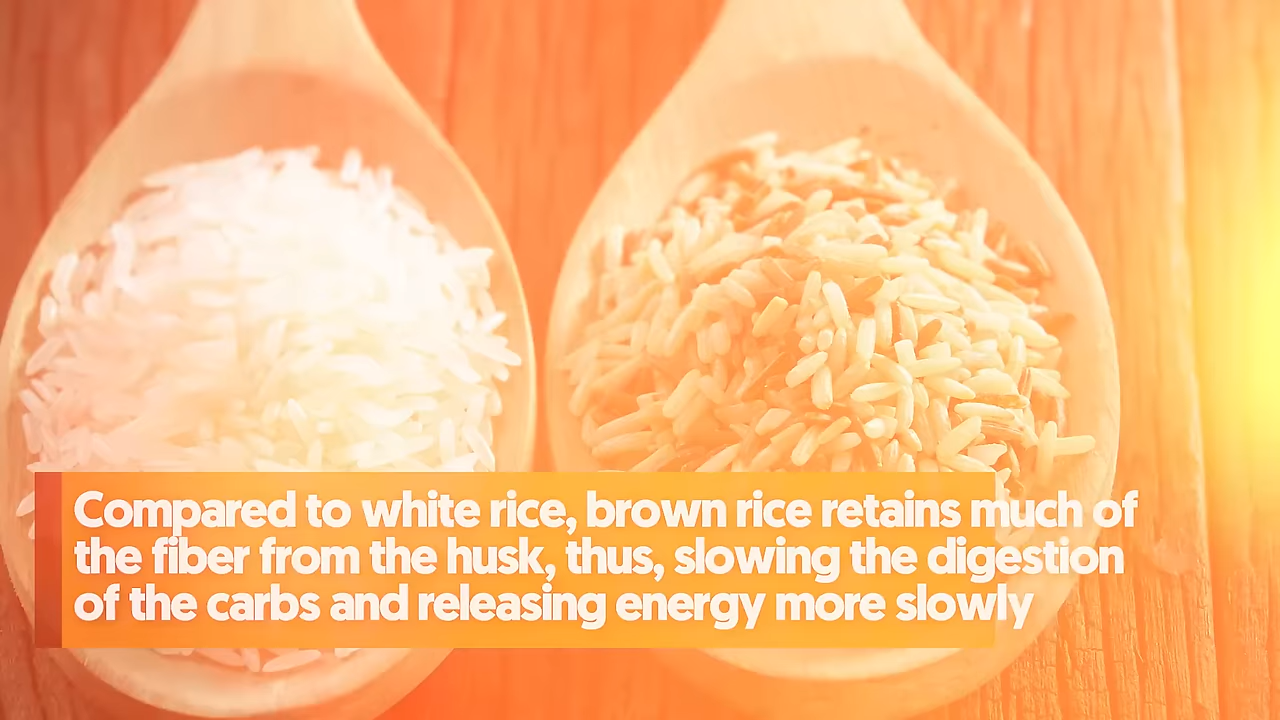 Compared to white rice, brown rice retains much of
the fiber from the husk, thus, slowing the digestion
of the carbs and releasing energy more slowly